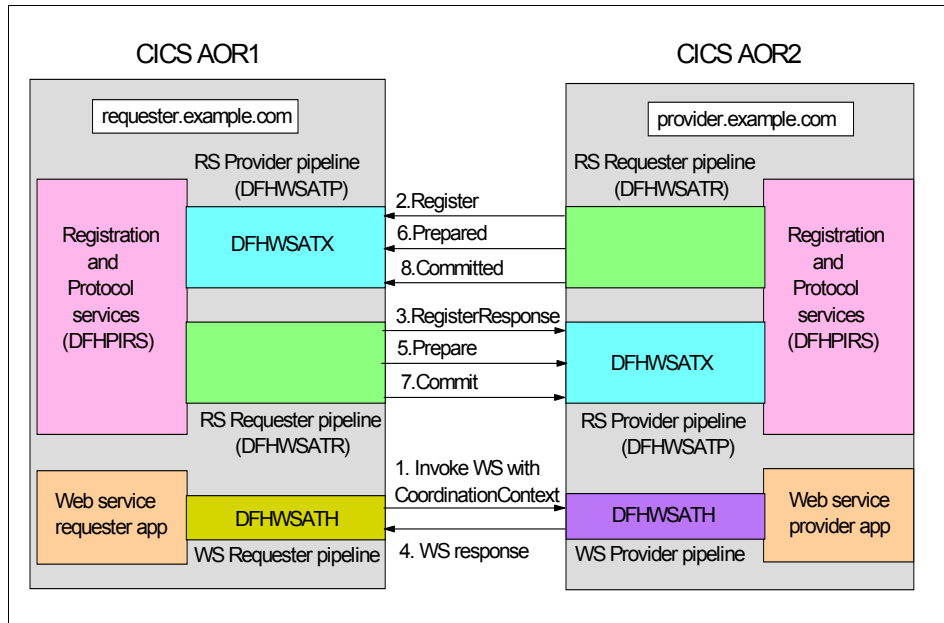 CICS AOR1
CICS AOR2
requester.example.com
provider.example.com
RS Provider pipeline
(DFHWSATP)
RS Requester pipeline
(DFHWSATR)
Registration
and
Protocol
services
(DFHPIRS)
DFHWSATX
2.Register
6.Prepared
8.Committed
Registration
and
Protocol
services
(DFHPIRS)
3.RegisterResponse
5.Prepare
7.Commit
DFHWSATX
RS Requester pipeline
(DFHWSATR)
RS Provider pipeline
(DFHWSATP)
Web service
requester app
DFHWSATH
WS Requester pipeline
1. Invoke WS with
CoordinationContext
4. WS response
DFHWSATH
WS Provider pipeline
Web service
provider app